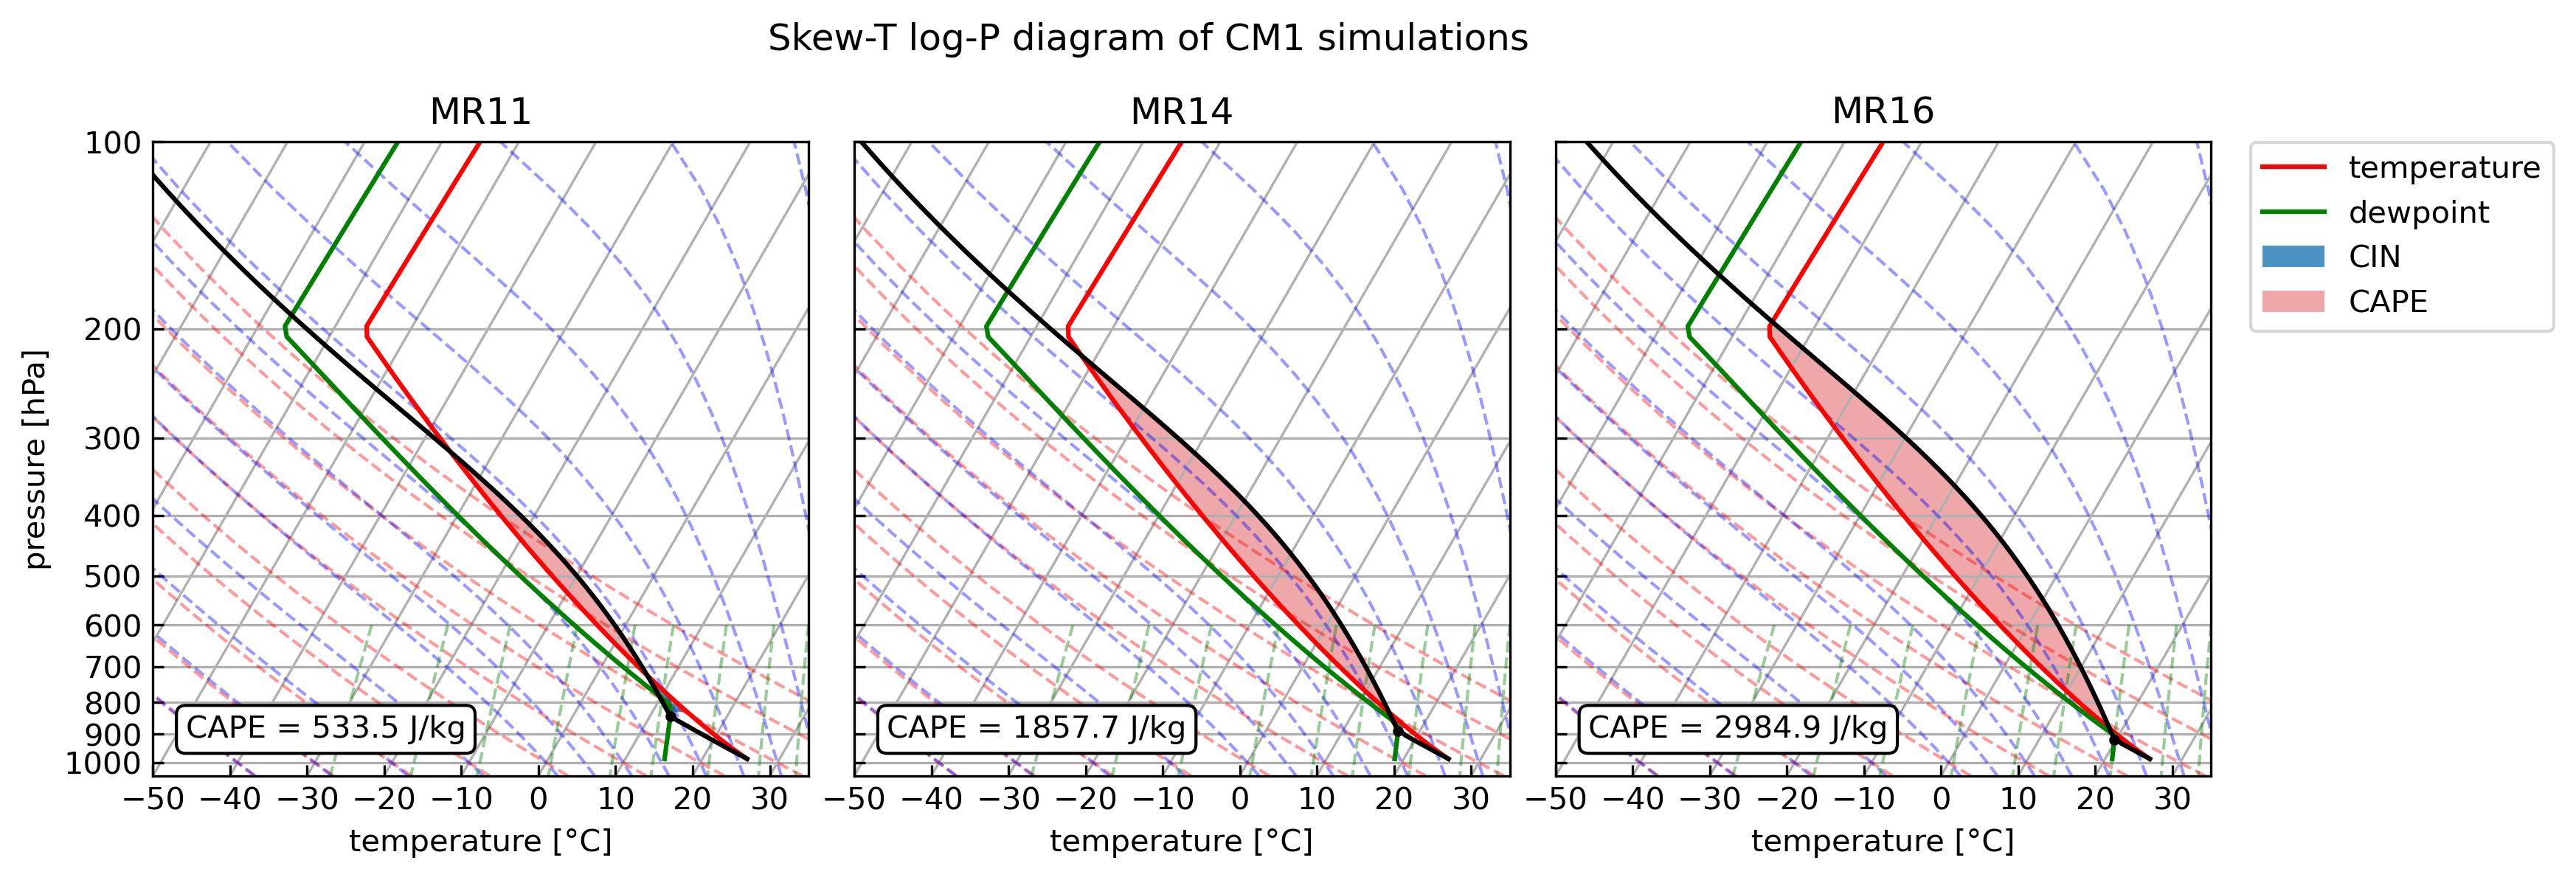 Skew-T log-P diagram of CM1 simulations
MR11
MR14
MR16
pressure [hPa]
100
200
300
400
500
600
700
800
900
1000
CAPE = 533.5 J/kg
CAPE = 1857.7 J/kg
CAPE = 2984.9 J/kg
−50 −40 −30 −20 −10 0 10 20 30
−50 −40 −30 −20 −10 0 10 20 30
−50 −40 −30 −20 −10 0 10 20 30
temperature [°C]
temperature [°C]
temperature [°C]
temperature
dewpoint
CIN
CAPE